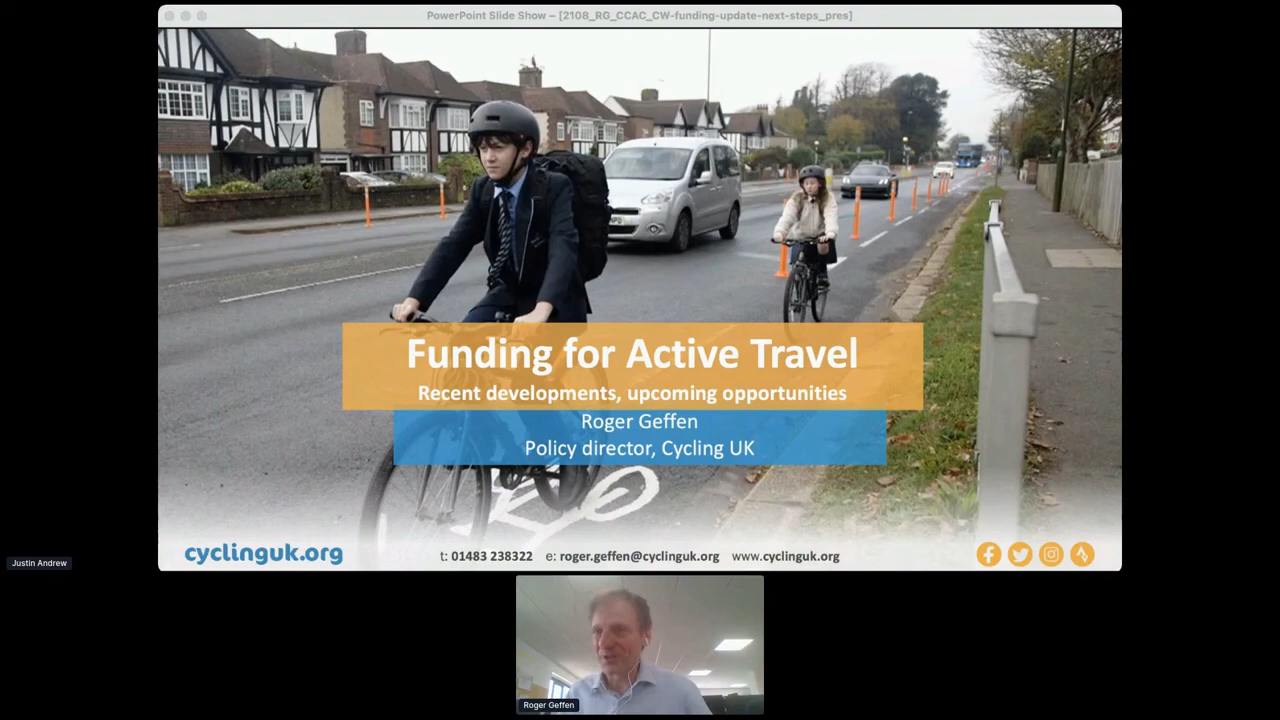 PowerPoint Slide Show – [2108_RG_CCAC_CW-funding-update-next-steps_pres]
Funding for Active Travel
Recent developments, upcoming opportunities
Roger Geffen
Policy director, Cycling UK
cyclinguk.org
t: 01483 238322 e: roger.geffen@cyclinguk.org www.cyclinguk.org
Justin Andrew
Roger Geffen